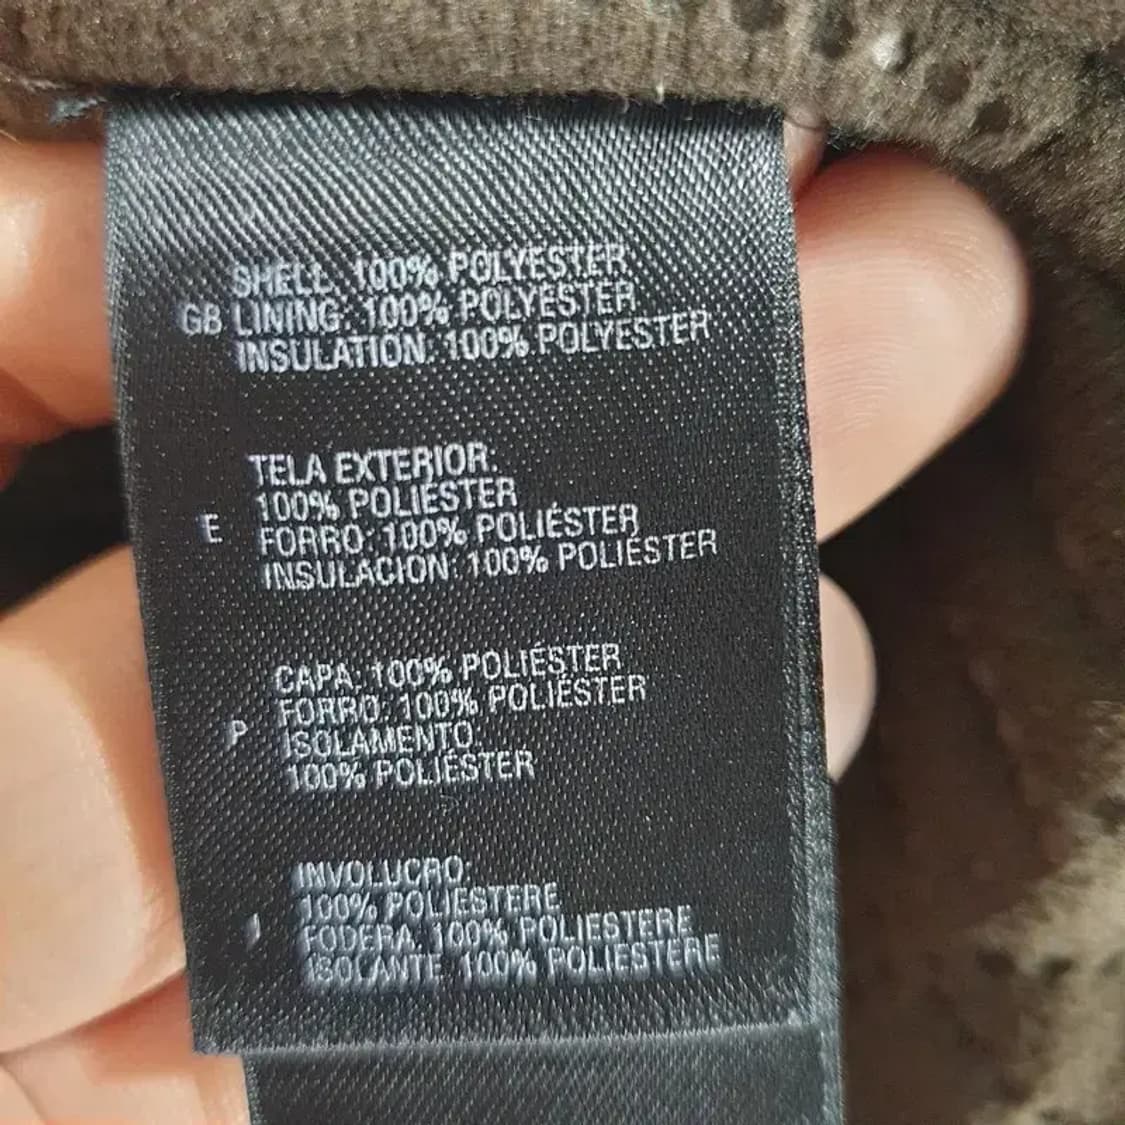 SHELL: 100% POLYESTER
GB LINING: 100% POLYESTER
INSULATION: 100% POLYESTER
TELA EXTERIOR:
100% POLIÉSTER
E FORRO: 100% POLIÉSTER
INSULACION: 100% POLIÉSTER
CAPA: 100% POLIÉSTER
FORRO: 100% POLIÉSTER
P ISOLAMENTO:
100% POLIÉSTER
INVOLUCRO:
100% POLIESTERE
I FODERA: 100% POLIESTERE
ISOLANTE: 100% POLIESTERE